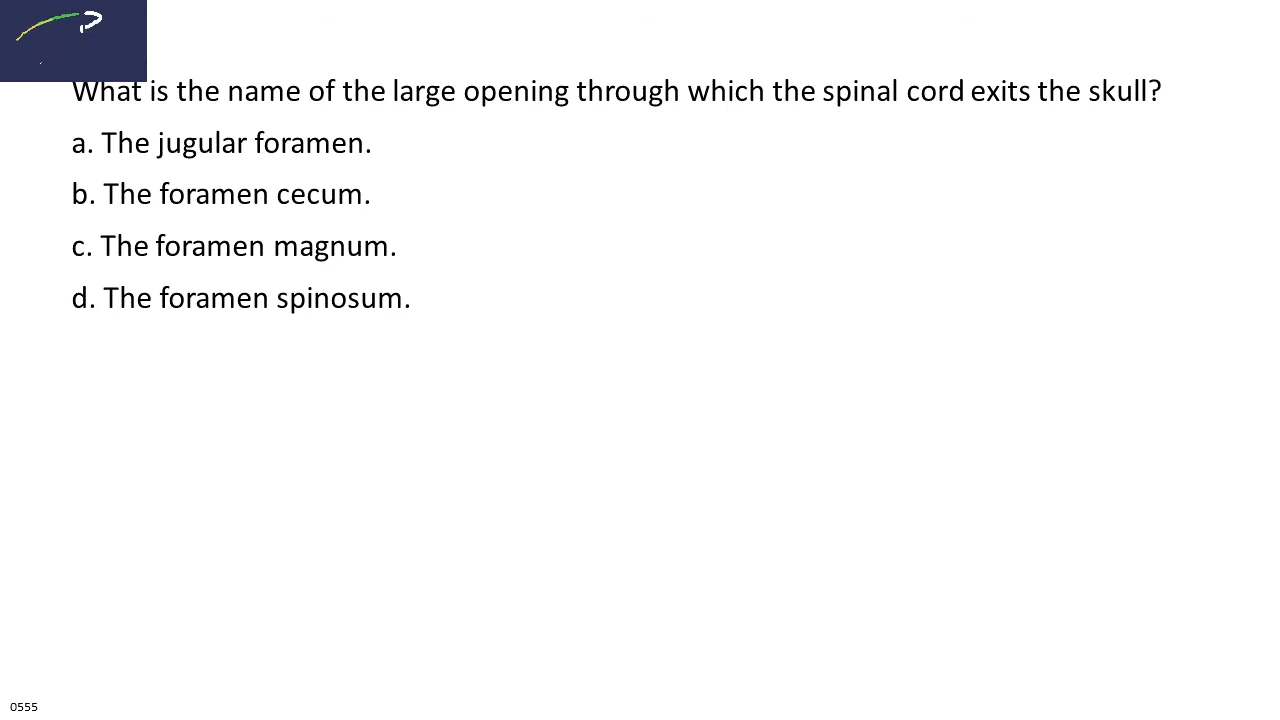 What is the name of the large opening through which the spinal cord exits the skull?
a. The jugular foramen.
b. The foramen cecum.
c. The foramen magnum.
d. The foramen spinosum.
0555